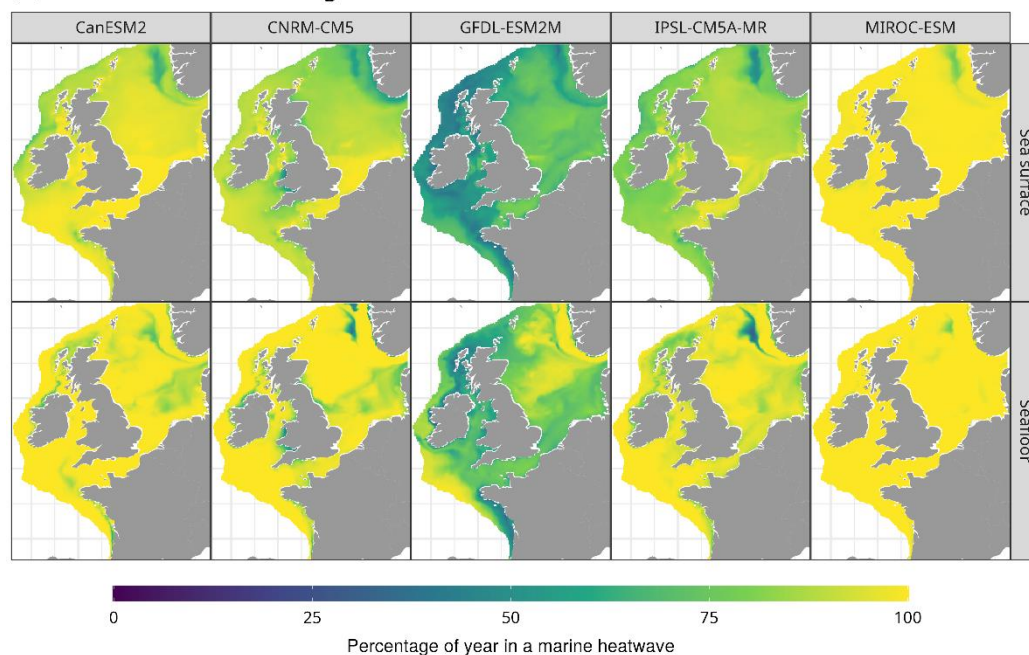 CanESM2 CNRM-CM5 GFDL-ESM2M IPSL-CM5A-MR MIROC-ESM
Sea surface
Seafloor
0 25 50 75 100
Percentage of year in a marine heatwave